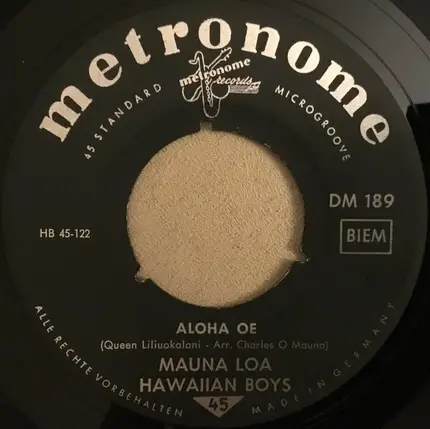 metronome
metronome
records
45 STANDARD
MICROGROOVE
DM 189
HB 45-122
BIEM
ALOHA OE
(Queen Liliuokalani - Arr. Charles O Mauna)
MAUNA LOA
HAWAIIAN BOYS
45
ALLE RECHTE VORBEHALTEN
MADE IN GERMANY